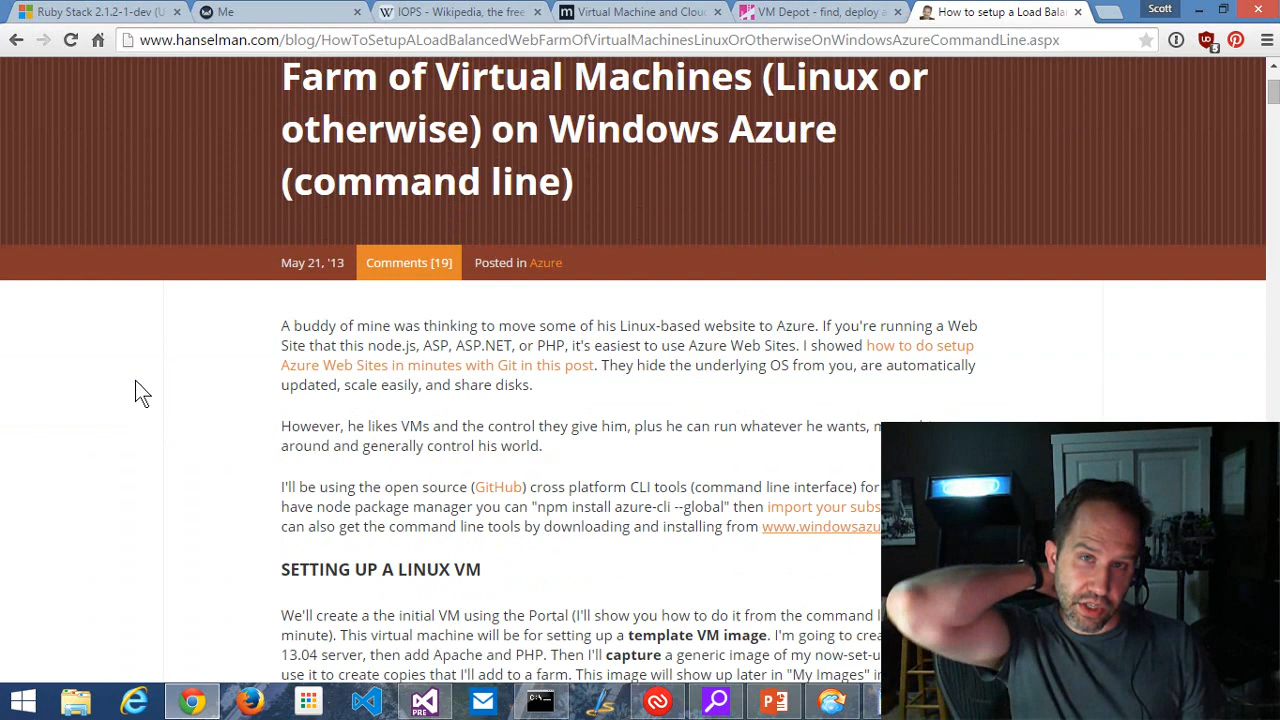 Ruby Stack 2.1.2-1-dev (U
Me
IOPS - Wikipedia, the free
Virtual Machine and Clou
VM Depot - find, deploy a
How to setup a Load Bala
Scott
www.hanselman.com/blog/HowToSetupALoadBalancedWebFarmOfVirtualMachinesLinuxOrOtherwiseOnWindowsAzureCommandLine.aspx
Farm of Virtual Machines (Linux or
otherwise) on Windows Azure
(command line)
May 21, '13
Comments [19]
Posted in Azure
A buddy of mine was thinking to move some of his Linux-based website to Azure. If you're running a Web
Site that this node.js, ASP, ASP.NET, or PHP, it's easiest to use Azure Web Sites. I showed how to do setup
Azure Web Sites in minutes with Git in this post. They hide the underlying OS from you, are automatically
updated, scale easily, and share disks.
However, he likes VMs and the control they give him, plus he can run whatever he wants,
around and generally control his world.
I'll be using the open source (GitHub) cross platform CLI tools (command line interface) for
have node package manager you can "npm install azure-cli --global" then import your subs
can also get the command line tools by downloading and installing from www.windowsazu
SETTING UP A LINUX VM
We'll create a the initial VM using the Portal (I'll show you how to do it from the command l
minute). This virtual machine will be for setting up a template VM image. I'm going to crea
13.04 server, then add Apache and PHP. Then I'll capture a generic image of my now-set-u
use it to create copies that I'll add to a farm. This image will show up later in "My Images" i
PRE